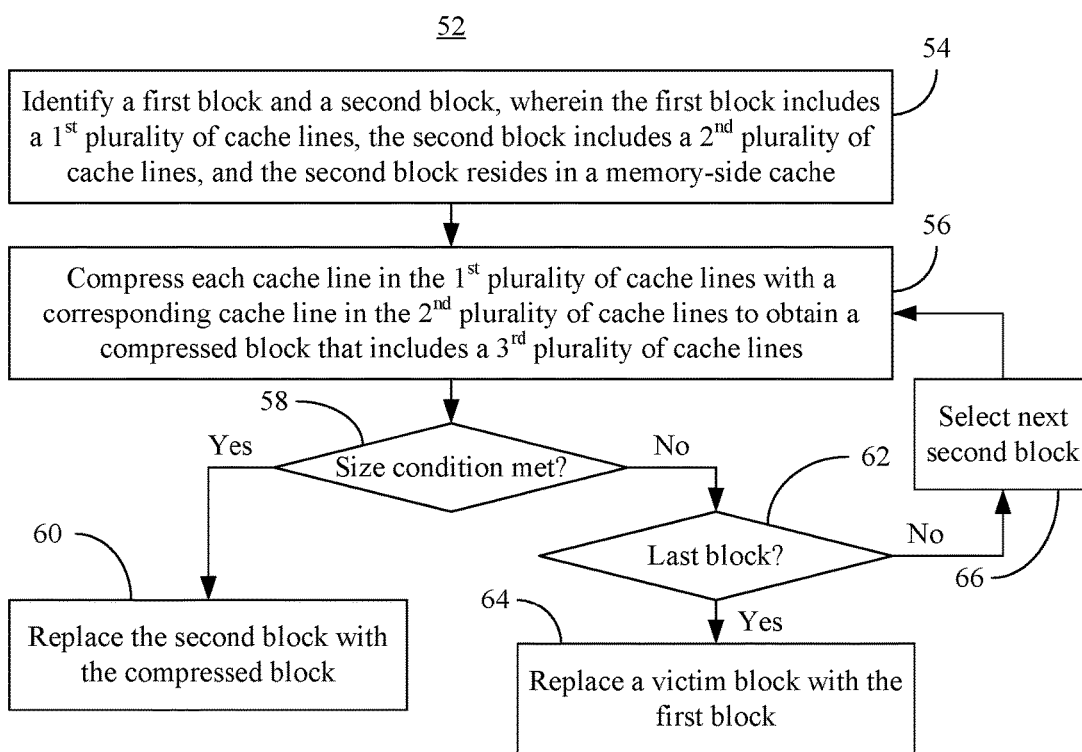 52
54
Identify a first block and a second block, wherein the first block includes
a 1st plurality of cache lines, the second block includes a 2nd plurality of
cache lines, and the second block resides in a memory-side cache
56
Compress each cache line in the 1st plurality of cache lines with a
corresponding cache line in the 2nd plurality of cache lines to obtain a
compressed block that includes a 3rd plurality of cache lines
58
Yes
Size condition met?
No
Select next
second block
62
60
Last block?
No
66
64
Yes
Replace the second block with
the compressed block
Replace a victim block with the
first block